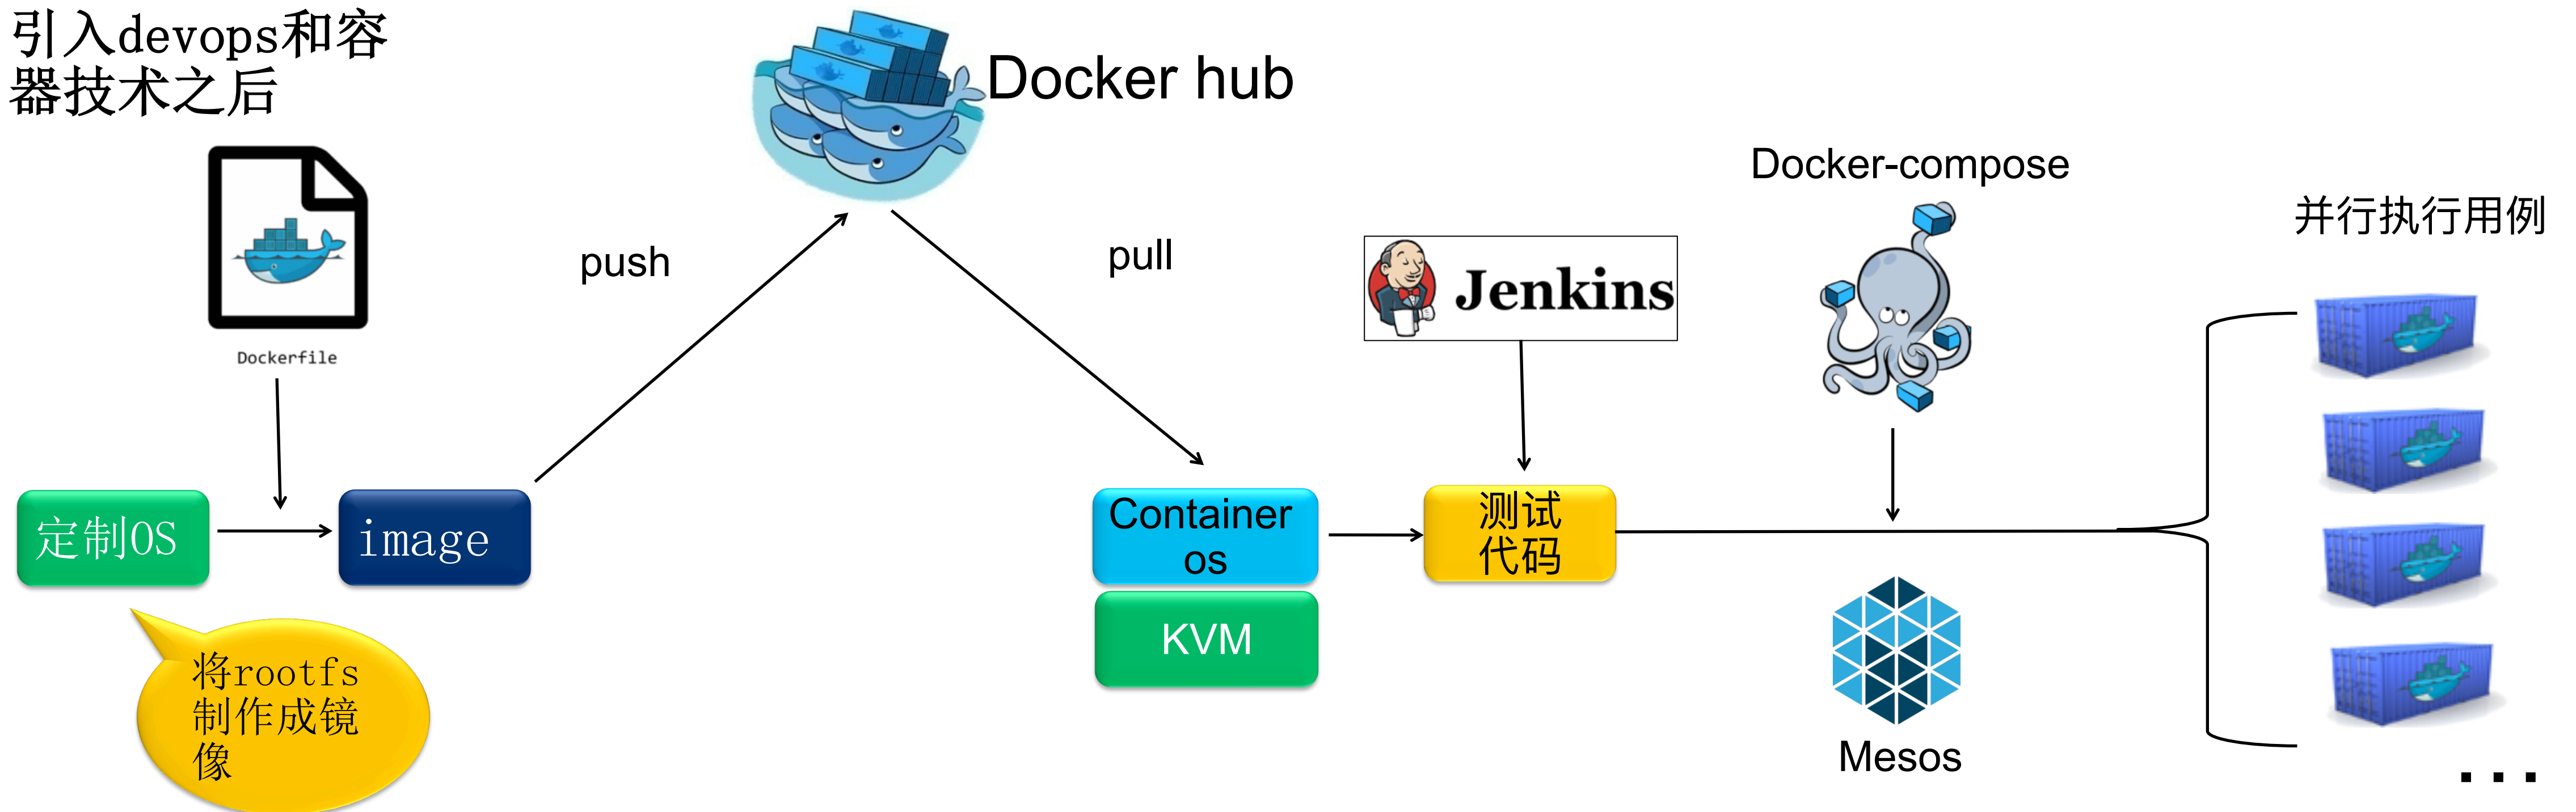 引入devops和容
器技术之后
Docker hub
Dockerfile
push
pull
Docker-compose
Jenkins
并行执行用例
定制OS
image
Container
os
测试
代码
KVM
将rootfs
制作成镜
像
Mesos
...